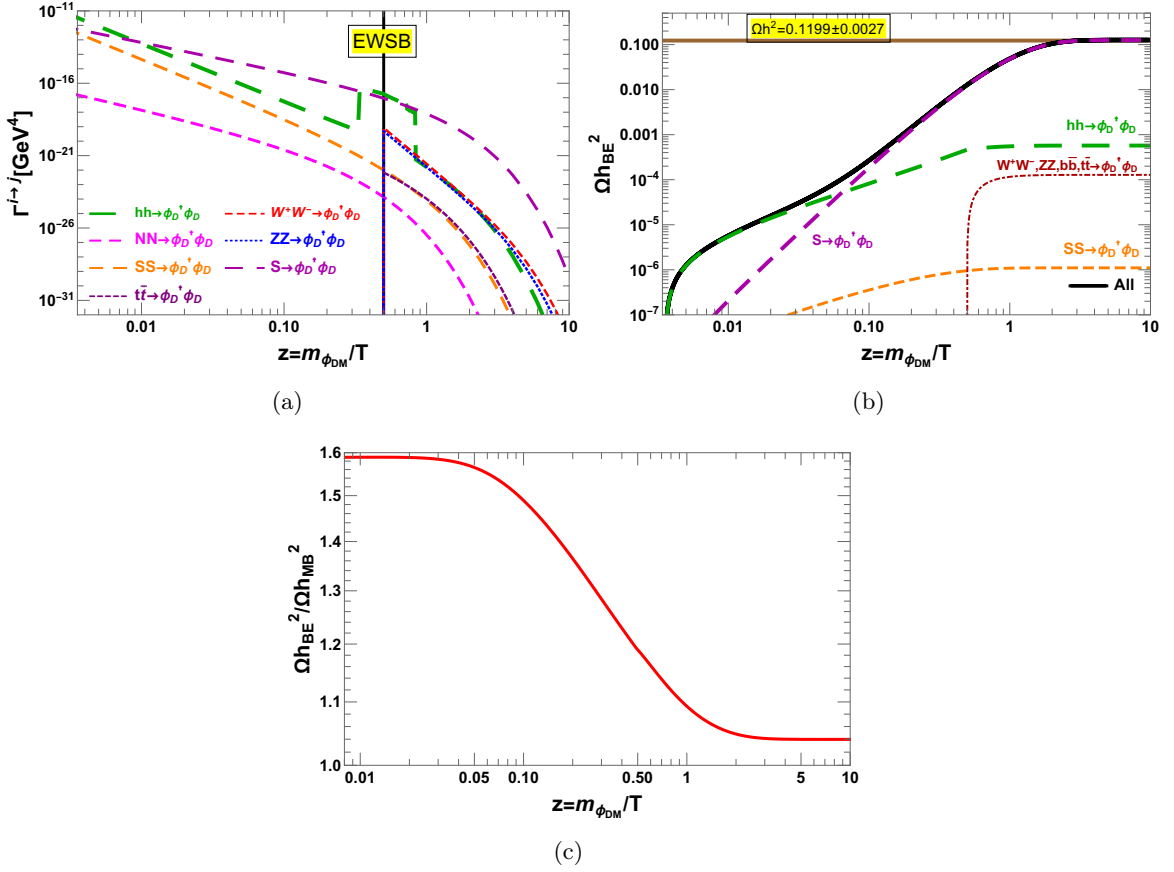 10⁻¹¹
10⁻¹⁶
10⁻²¹
10⁻²⁶
10⁻³¹
Γ^{i→j}[GeV⁴]
EWSB
hh→ϕ_D†ϕ_D
W⁺W⁻→ϕ_D†ϕ_D
NN→ϕ_D†ϕ_D
ZZ→ϕ_D†ϕ_D
SS→ϕ_D†ϕ_D
S→ϕ_D†ϕ_D
tt̄→ϕ_D†ϕ_D
0.01 0.10 1 10
z=m_{ϕ_DM}/T
(a)
Ωh²=0.1199±0.0027
0.100
0.010
0.001
10⁻⁴
10⁻⁵
10⁻⁶
10⁻⁷
Ωh_BE²
hh→ϕ_D†ϕ_D
W⁺W⁻,ZZ,bb̄,tt̄→ϕ_D†ϕ_D
S→ϕ_D†ϕ_D
SS→ϕ_D†ϕ_D
All
0.01 0.10 1 10
z=m_{ϕ_DM}/T
(b)
1.6
1.5
1.4
1.3
1.2
1.1
1.0
Ωh_BE²/Ωh_MB²
0.01 0.05 0.10 0.50 1 5 10
z=m_{ϕ_DM}/T
(c)